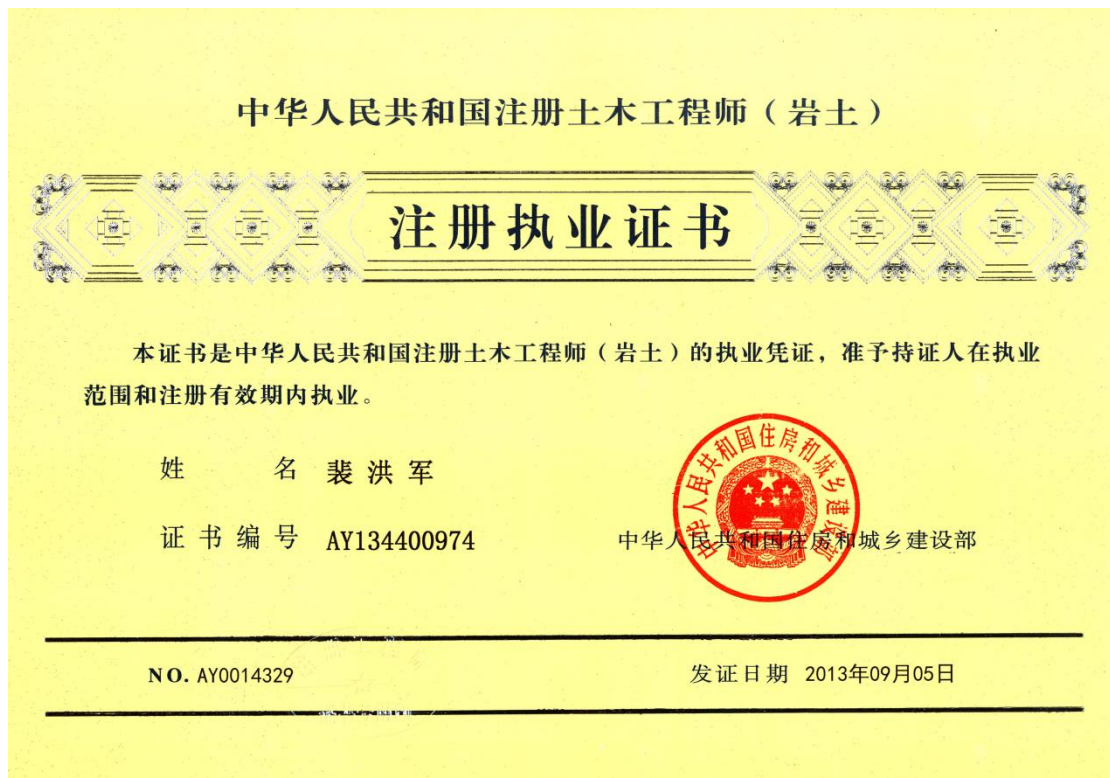 中华人民共和国注册土木工程师（岩土）
注册执业证书
本证书是中华人民共和国注册土木工程师（岩土）的执业凭证，准予持证人在执业
范围和注册有效期内执业。
中华人民共和国住房和城乡建设部
姓 名 裴洪军
证书编号 AY134400974
中华人民共和国住房和城乡建设部
NO. AY0014329
发证日期 2013年09月05日